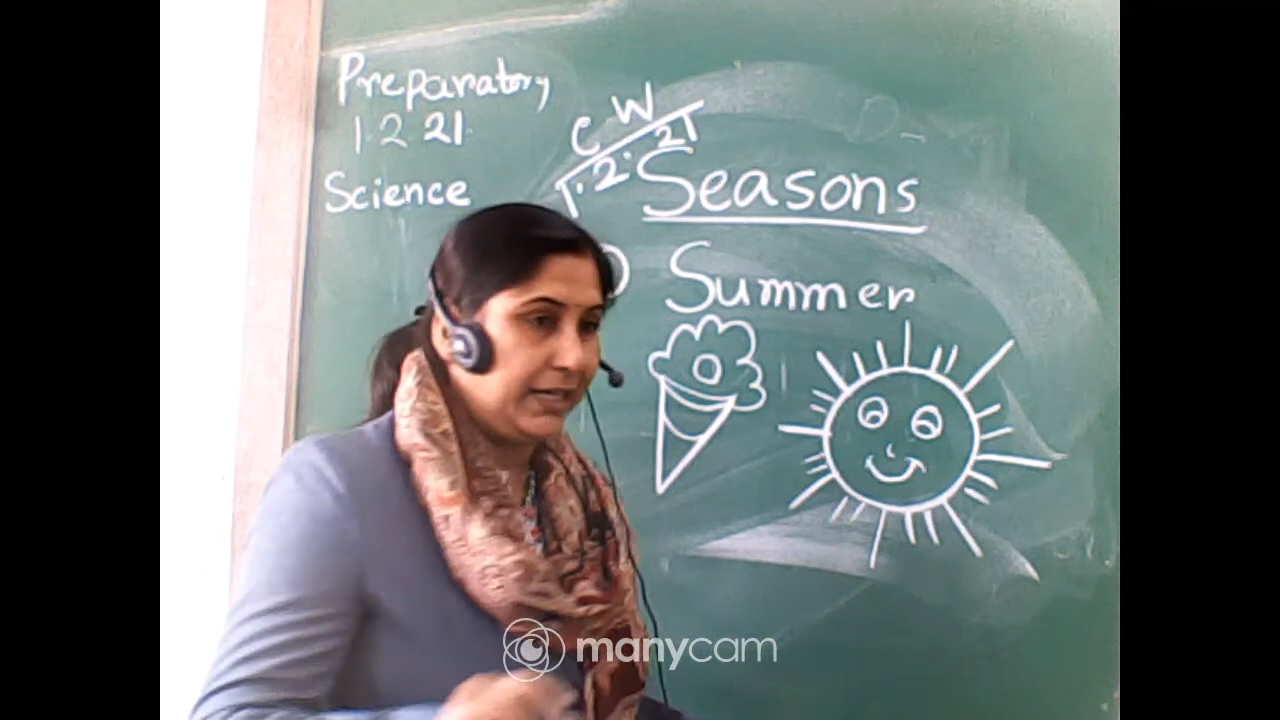 Preparatory
1.2.21.
Science
C W
1.2.21
Seasons
Summer
manycam